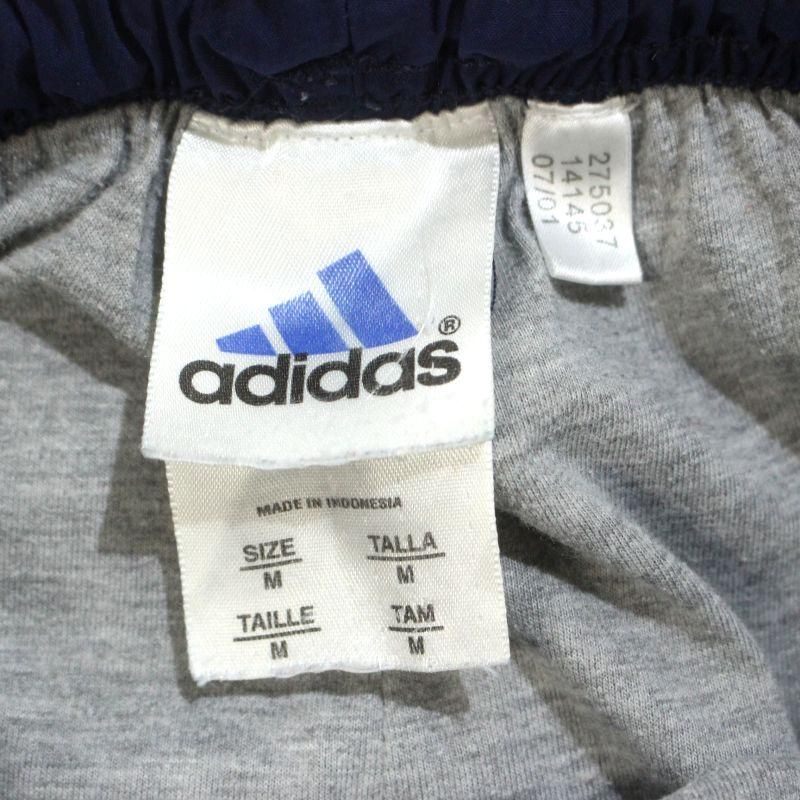 adidas®
MADE IN INDONESIA
SIZE TALLA
M M
TAILLE TAM
M M
275037
14145
07/01